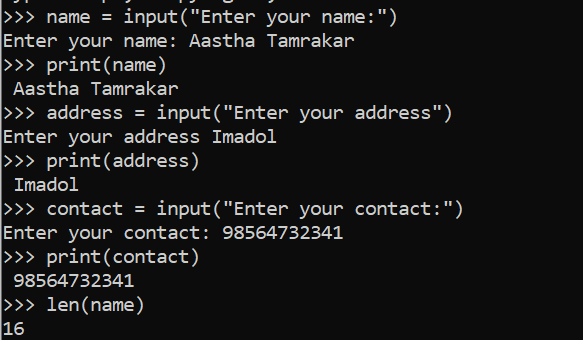 >>> name = input("Enter your name:")
Enter your name: Aastha Tamrakar
>>> print(name)
 Aastha Tamrakar
>>> address = input("Enter your address")
Enter your address Imadol
>>> print(address)
 Imadol
>>> contact = input("Enter your contact:")
Enter your contact: 98564732341
>>> print(contact)
 98564732341
>>> len(name)
16